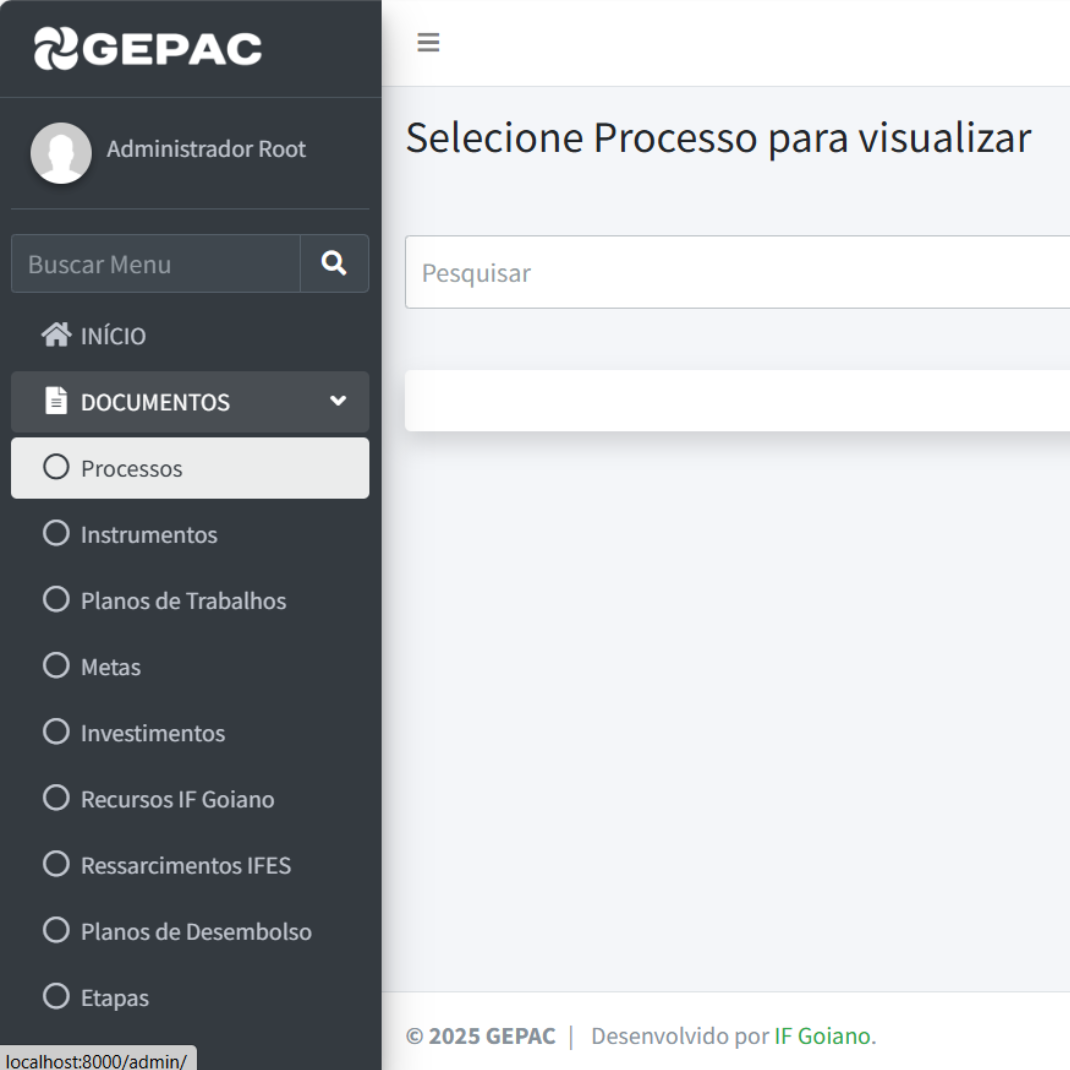 GEPAC
Administrador Root
Buscar Menu
INÍCIO
DOCUMENTOS
Processos
Instrumentos
Planos de Trabalhos
Metas
Investimentos
Recursos IF Goiano
Ressarcimentos IFES
Planos de Desembolso
Etapas
localhost:8000/admin/
Selecione Processo para visualizar
Pesquisar
© 2025 GEPAC | Desenvolvido por IF Goiano.